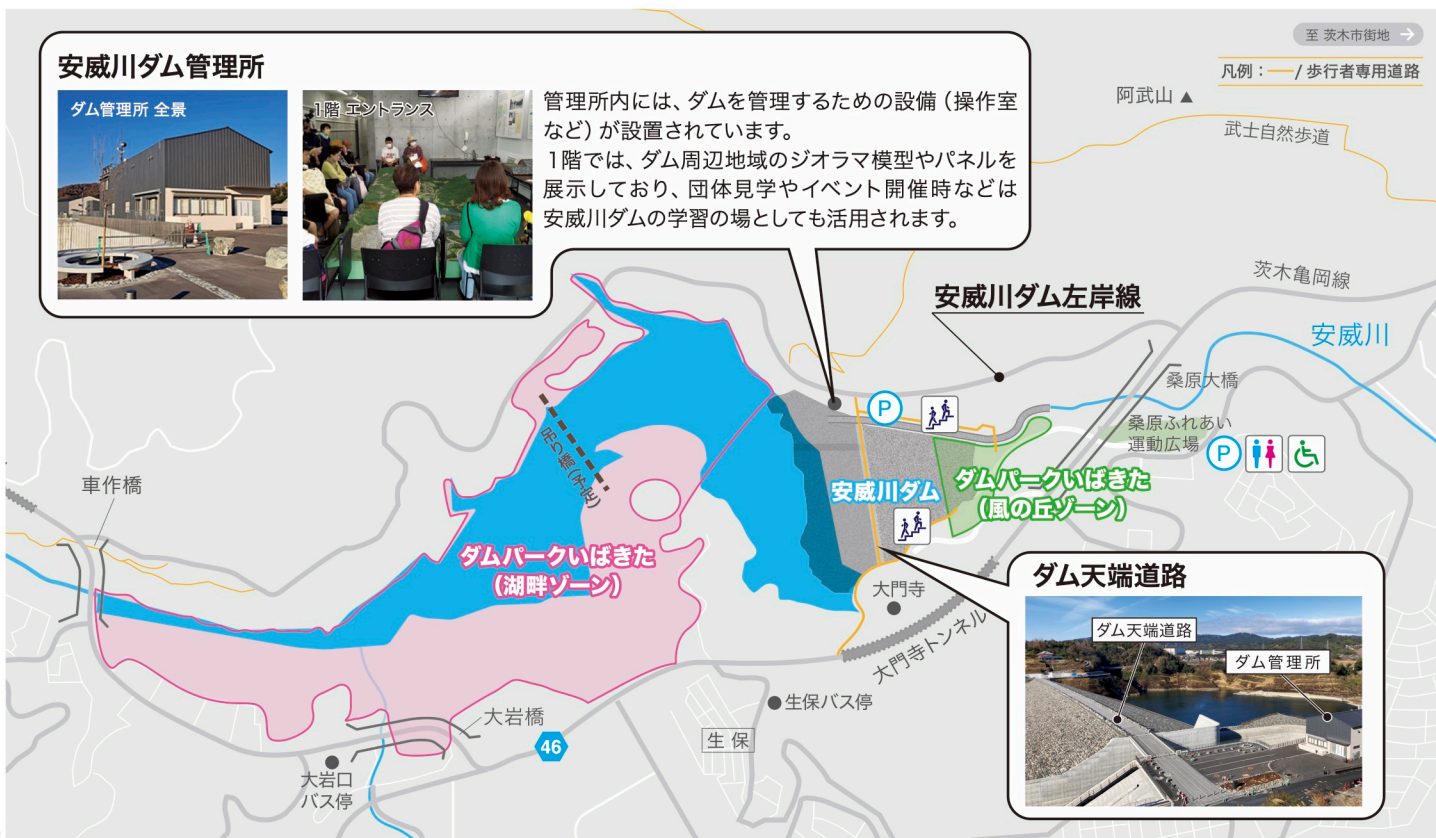 至 茨木市街地 →
凡例：──/ 歩行者専用道路
安威川ダム管理所
ダム管理所 全景
1階 エントランス
管理所内には、ダムを管理するための設備（操作室
など）が設置されています。
1階では、ダム周辺地域のジオラマ模型やパネルを
展示しており、団体見学やイベント開催時などは
安威川ダムの学習の場としても活用されます。
阿武山▲
武士自然歩道
茨木亀岡線
安威川ダム左岸線
安威川
桑原大橋
桑原ふれあい
運動広場
P
P
吊り橋(予定)
車作橋
安威川ダム
ダムパークいばきた
(風の丘ゾーン)
ダムパークいばきた
(湖畔ゾーン)
大門寺
大門寺トンネル
ダム天端道路
ダム天端道路
ダム管理所
生保バス停
生保
大岩橋
46
大岩口
バス停